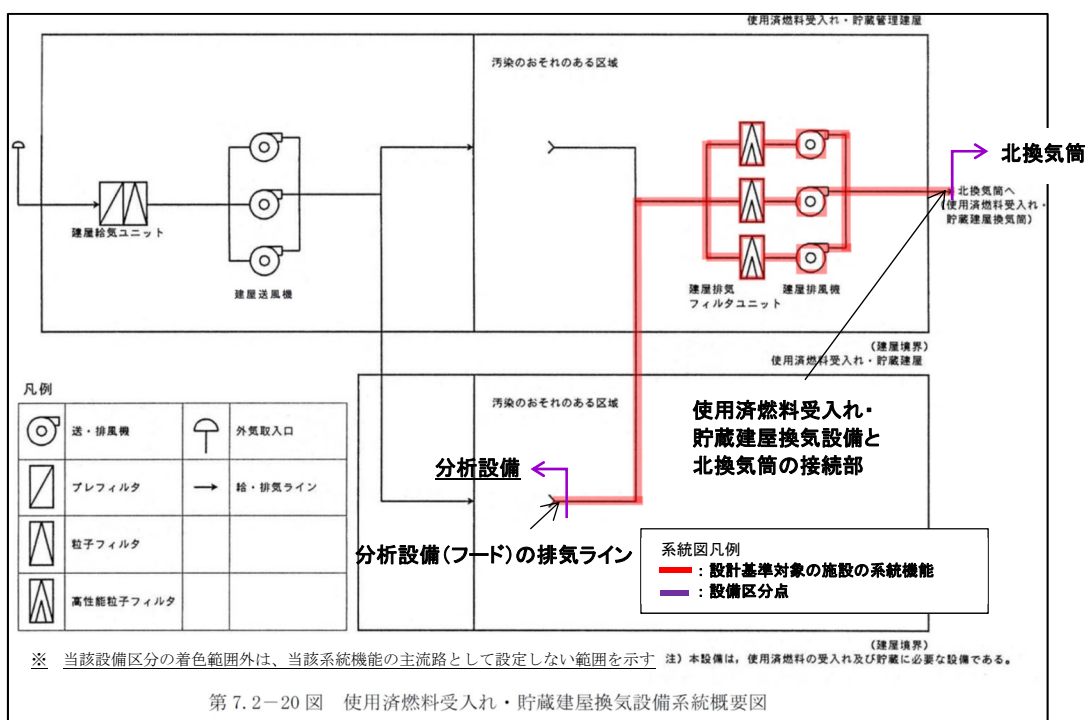 使用済燃料受入れ・貯蔵管理建屋
汚染のおそれのある区域
北換気筒
北換気筒へ
(使用済燃料受入れ・
貯蔵建屋換気筒)
建屋給気ユニット
建屋送風機
建屋排気
フィルタユニット
建屋排風機
(建屋境界)
使用済燃料受入れ・貯蔵建屋
凡例
送・排風機
外気取入口
プレフィルタ
給・排気ライン
粒子フィルタ
高性能粒子フィルタ
汚染のおそれのある区域
使用済燃料受入れ・
貯蔵建屋換気設備と
北換気筒の接続部
分析設備
分析設備(フード)の排気ライン
系統図凡例
:設計基準対象の施設の系統機能
:設備区分点
(建屋境界)
※ 当該設備区分の着色範囲外は、当該系統機能の主流路として設定しない範囲を示す
注)本設備は,使用済燃料の受入れ及び貯蔵に必要な設備である。
第7.2-20図 使用済燃料受入れ・貯蔵建屋換気設備系統概要図